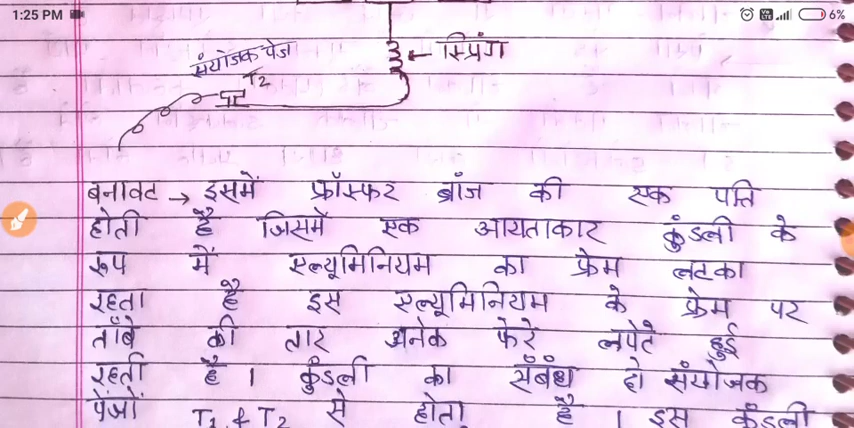 1:25 PM
6%
स्प्रिंग
संयोजक पेज
T2
बनावट → इसमें फ्रॉस्फर ब्रांज की एक पत्ति
होती है जिसमें एक आयताकार कुंडली के
रूप में एल्यूमिनियम का फ्रेम लटका
रहता है इस एल्यूमिनियम के फ्रेम पर
ताँबे की तार अनेक फेरे लपेटे हुई
रहती है । कुंडली का संबंध दो संयोजक
पेंजों T1 & T2 से होता है । इस कुंडली